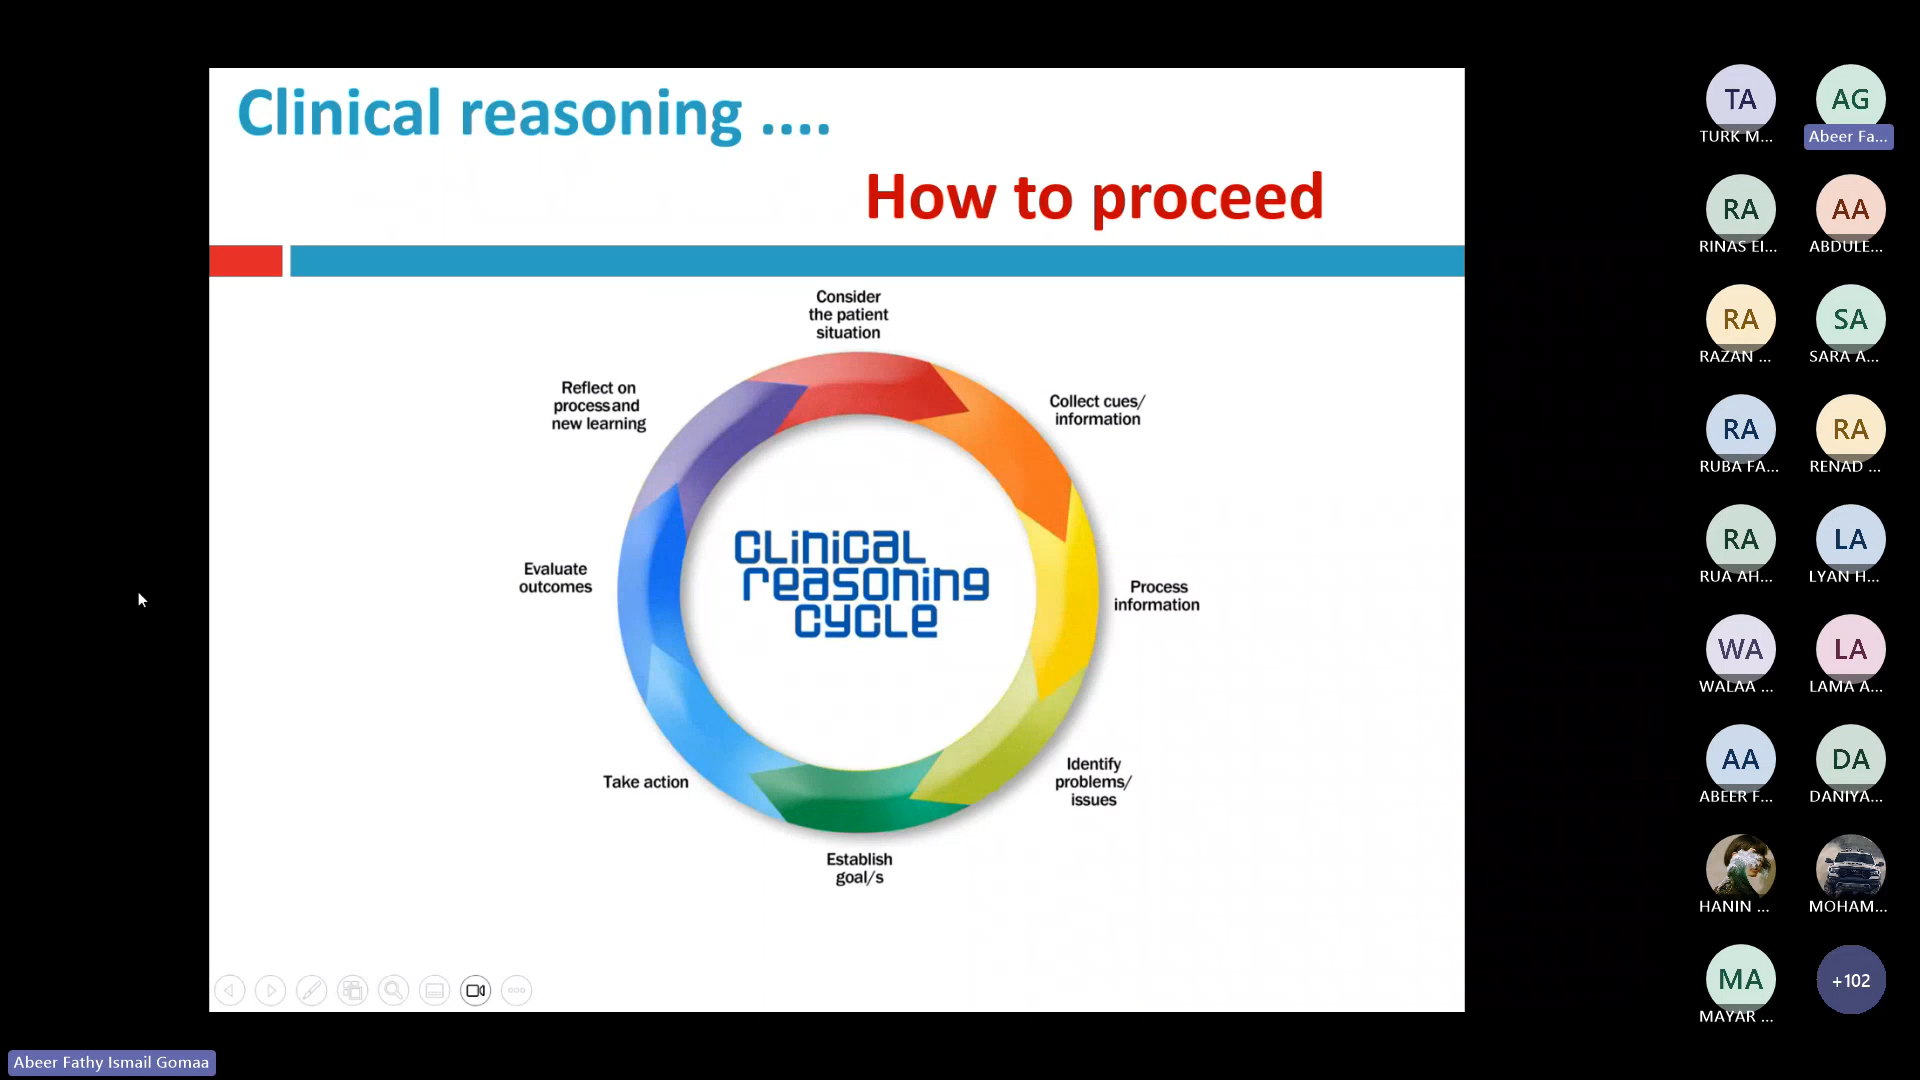 Clinical reasoning ....
How to proceed
Consider
the patient
situation
Collect cues/
information
Process
information
Identify
problems/
issues
Establish
goal/s
Take action
Evaluate
outcomes
Reflect on
process and
new learning
CLINICAL
REASONING
CYCLE
TA
TURK M...
AG
Abeer Fa...
RA
RINAS EI...
AA
ABDULE...
RA
RAZAN ...
SA
SARA A...
RA
RUBA FA...
RA
RENAD ...
RA
RUA AH...
LA
LYAN H...
WA
WALAA ...
LA
LAMA A...
AA
ABEER F...
DA
DANIYA...
HANIN ...
MOHAM...
MA
MAYAR ...
+102
Abeer Fathy Ismail Gomaa